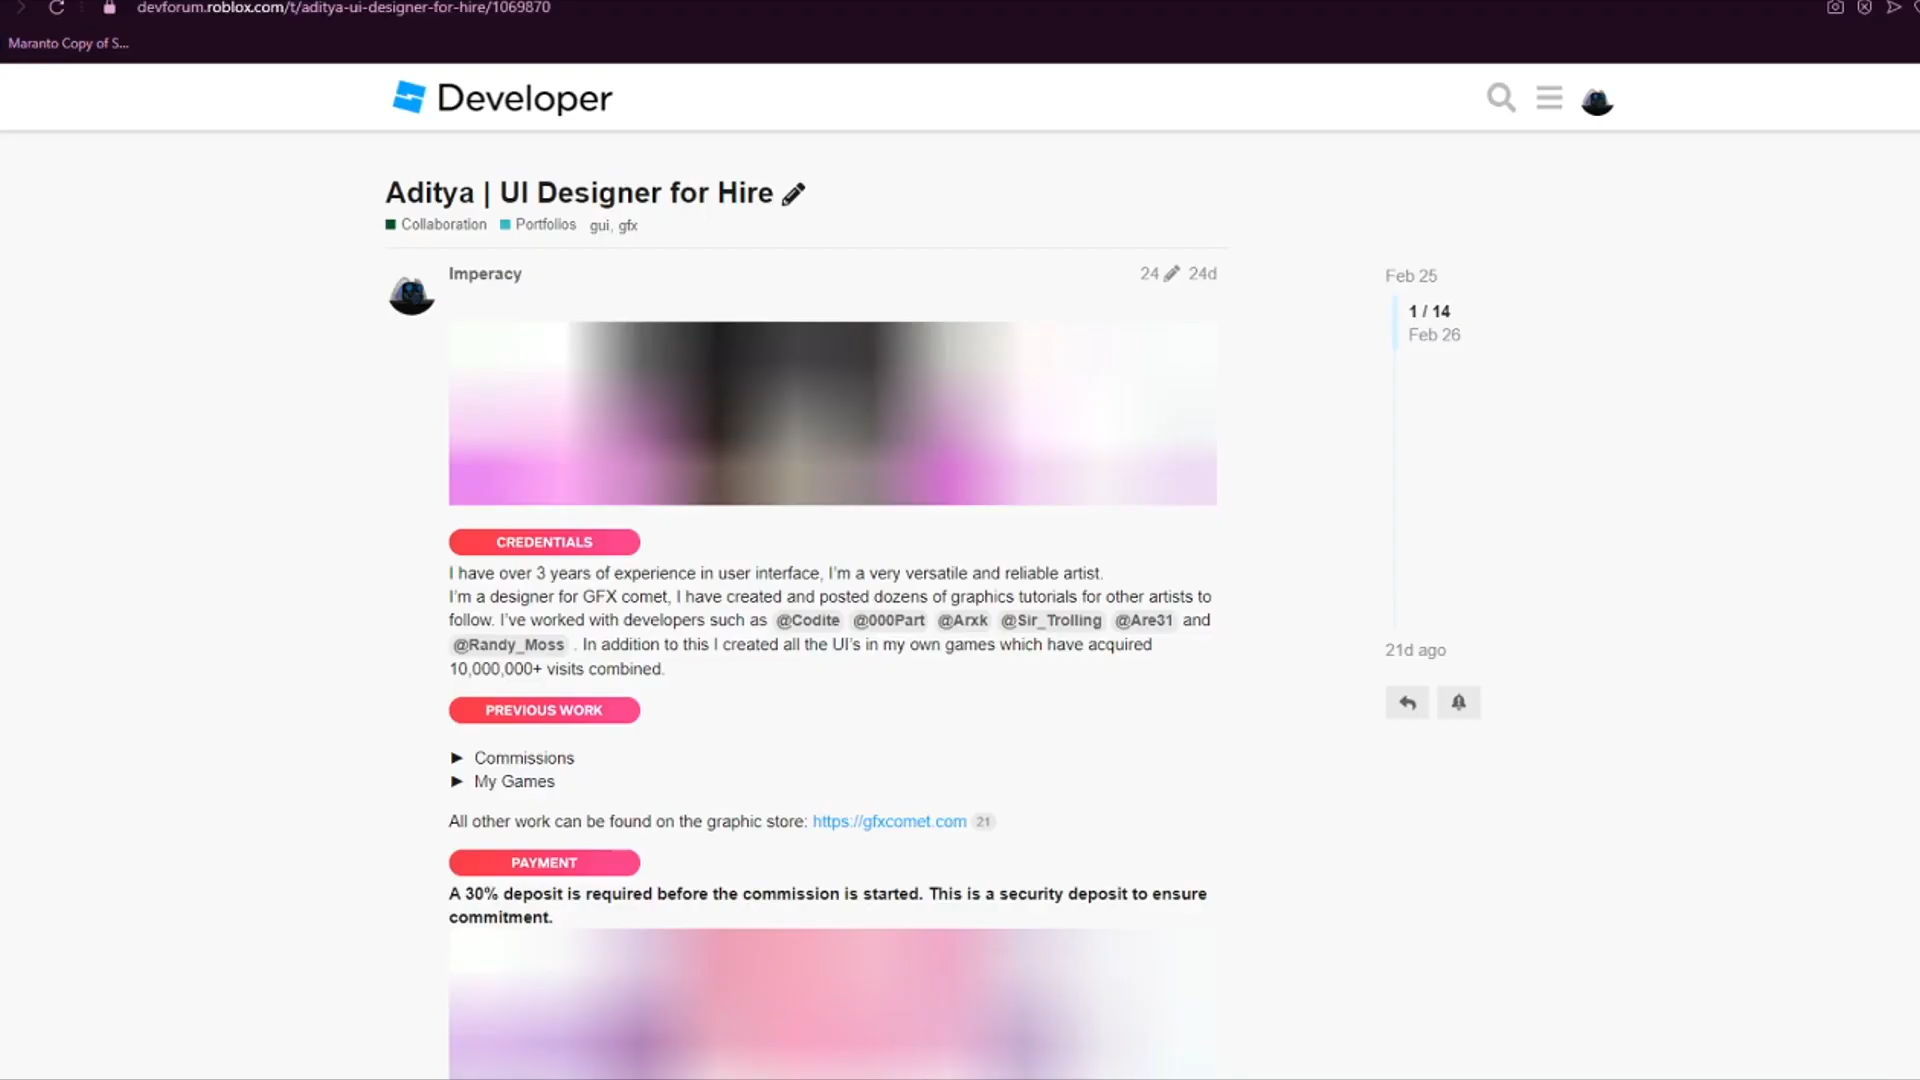 devforum.roblox.com/t/aditya-ui-designer-for-hire/1069870
Maranto Copy of S...
Developer
Aditya | UI Designer for Hire
Collaboration Portfolios gui, gfx
Imperacy 24 24d
Feb 25
1 / 14
Feb 26
CREDENTIALS
I have over 3 years of experience in user interface, I'm a very versatile and reliable artist.
I'm a designer for GFX comet, I have created and posted dozens of graphics tutorials for other artists to
follow. I've worked with developers such as @Codite @000Part @Arxk @Sir_Trolling @Are31 and
@Randy_Moss . In addition to this I created all the UI's in my own games which have acquired
10,000,000+ visits combined.
21d ago
PREVIOUS WORK
► Commissions
► My Games
All other work can be found on the graphic store: https://gfxcomet.com 21
PAYMENT
A 30% deposit is required before the commission is started. This is a security deposit to ensure
commitment.